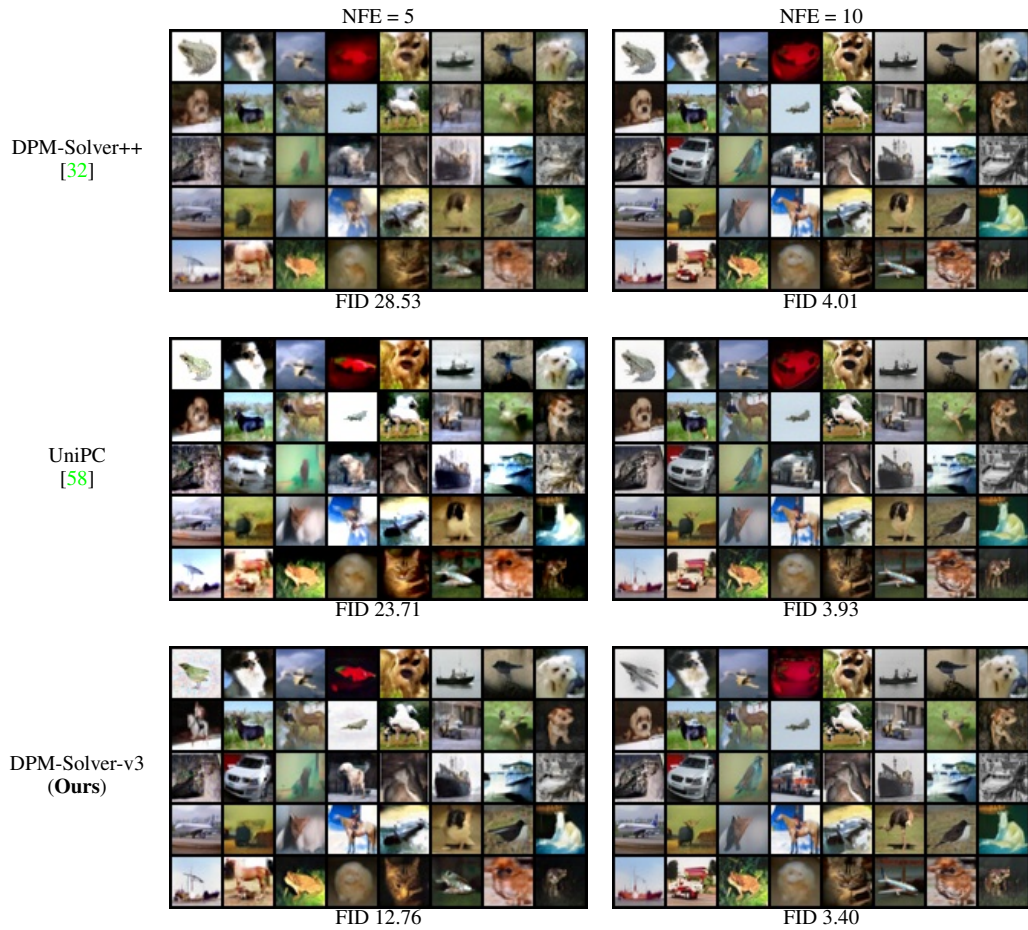 NFE = 5
NFE = 10
DPM-Solver++
[32]
FID 28.53
FID 4.01
UniPC
[58]
FID 23.71
FID 3.93
DPM-Solver-v3
(Ours)
FID 12.76
FID 3.40